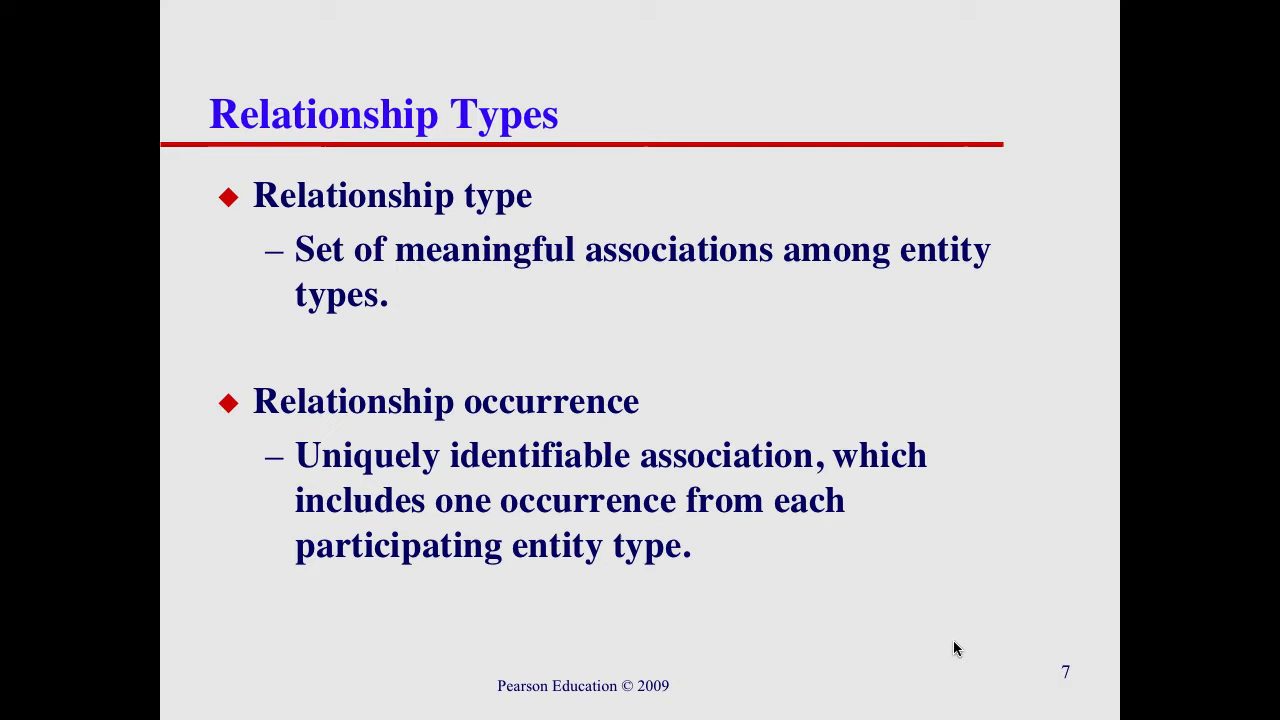 Relationship Types
◆ Relationship type
– Set of meaningful associations among entity
types.
◆ Relationship occurrence
– Uniquely identifiable association, which
includes one occurrence from each
participating entity type.
Pearson Education © 2009
7